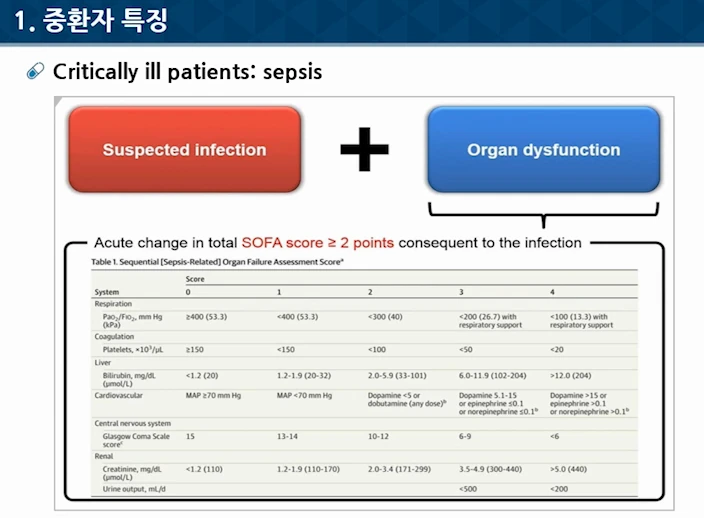 1. 중환자 특징
Critically ill patients: sepsis
Suspected infection + Organ dysfunction
Acute change in total SOFA score ≥ 2 points consequent to the infection
Table 1. Sequential [Sepsis-Related] Organ Failure Assessment Scoreᵃ
Score
System 0 1 2 3 4
Respiration
PaO₂/FIO₂, mm Hg (kPa) ≥400 (53.3) <400 (53.3) <300 (40) <200 (26.7) with respiratory support <100 (13.3) with respiratory support
Coagulation
Platelets, ×10³/μL ≥150 <150 <100 <50 <20
Liver
Bilirubin, mg/dL (μmol/L) <1.2 (20) 1.2-1.9 (20-32) 2.0-5.9 (33-101) 6.0-11.9 (102-204) >12.0 (204)
Cardiovascular MAP ≥70 mm Hg MAP <70 mm Hg Dopamine <5 or dobutamine (any dose)ᵇ Dopamine 5.1-15 or epinephrine ≤0.1 or norepinephrine ≤0.1ᵇ Dopamine >15 or epinephrine >0.1 or norepinephrine >0.1ᵇ
Central nervous system
Glasgow Coma Scale scoreᶜ 15 13-14 10-12 6-9 <6
Renal
Creatinine, mg/dL (μmol/L) <1.2 (110) 1.2-1.9 (110-170) 2.0-3.4 (171-299) 3.5-4.9 (300-440) >5.0 (440)
Urine output, mL/d <500 <200